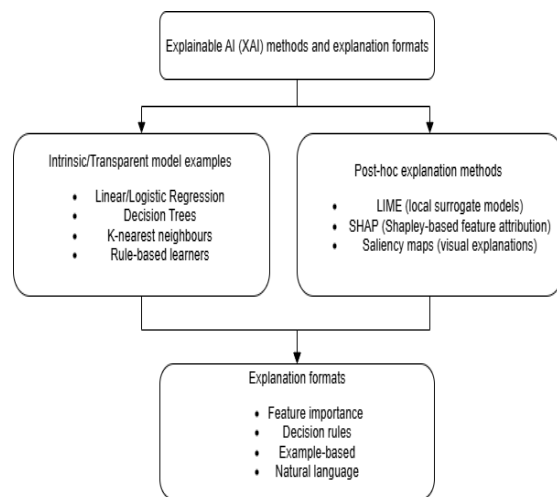 Explainable AI (XAI) methods and explanation formats
Intrinsic/Transparent model examples
• Linear/Logistic Regression
• Decision Trees
• K-nearest neighbours
• Rule-based learners
Post-hoc explanation methods
• LIME (local surrogate models)
• SHAP (Shapley-based feature attribution)
• Saliency maps (visual explanations)
Explanation formats
• Feature importance
• Decision rules
• Example-based
• Natural language